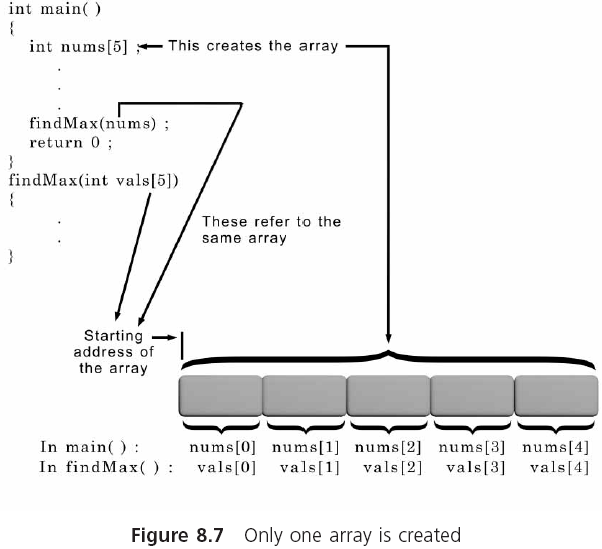 int main( )
{
int nums[5] ;
This creates the array
.
.
.
findMax(nums) ;
return 0 ;
}
findMax(int vals[5])
{
.
.
}
These refer to the
same array
Starting
address of
the array
In main( ) : nums[0] nums[1] nums[2] nums[3] nums[4]
In findMax( ) : vals[0] vals[1] vals[2] vals[3] vals[4]
Figure 8.7 Only one array is created